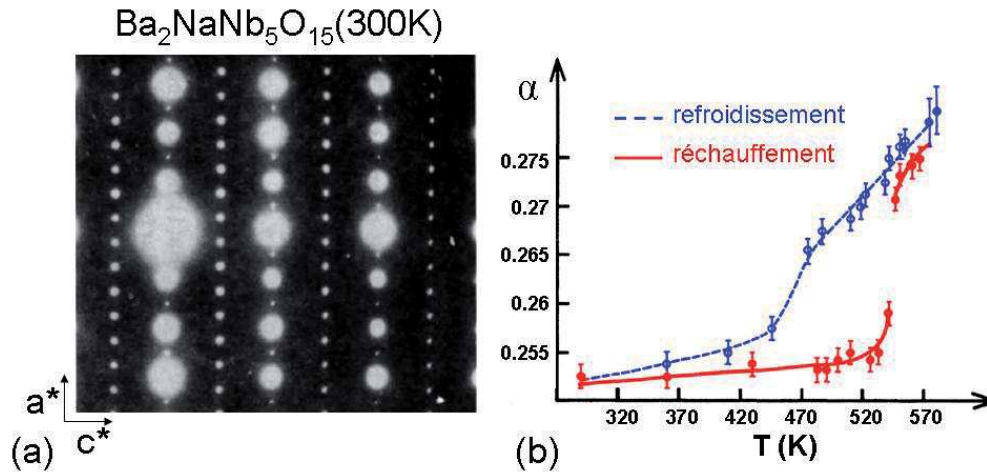 Ba₂NaNb₅O₁₅(300K)
a*
c*
(a)
α
refroidissement
réchauffement
0.275
0.27
0.265
0.26
0.255
320 370 420 470 520 570
T (K)
(b)